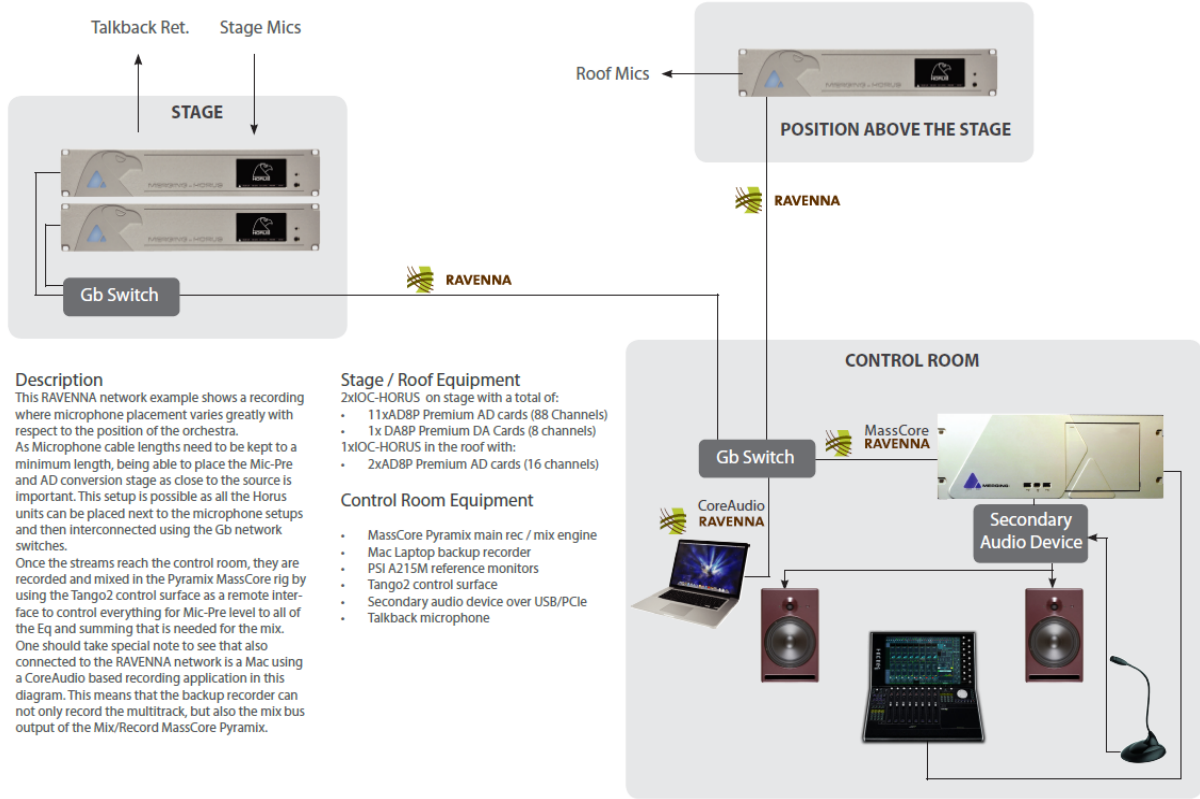 Talkback Ret.
Stage Mics
STAGE
HORUS
MERGING HORUS
HORUS
MERGING HORUS
Gb Switch
RAVENNA
Roof Mics
HORUS
MERGING HORUS
POSITION ABOVE THE STAGE
RAVENNA
Description
This RAVENNA network example shows a recording
where microphone placement varies greatly with
respect to the position of the orchestra.
As Microphone cable lengths need to be kept to a
minimum length, being able to place the Mic-Pre
and AD conversion stage as close to the source is
important. This setup is possible as all the Horus
units can be placed next to the microphone setups
and then interconnected using the Gb network
switches.
Once the streams reach the control room, they are
recorded and mixed in the Pyramix MassCore rig by
using the Tango2 control surface as a remote inter-
face to control everything for Mic-Pre level to all of
the Eq and summing that is needed for the mix.
One should take special note to see that also
connected to the RAVENNA network is a Mac using
a CoreAudio based recording application in this
diagram. This means that the backup recorder can
not only record the multitrack, but also the mix bus
output of the Mix/Record MassCore Pyramix.
Stage / Roof Equipment
2xIOC-HORUS on stage with a total of:
• 11xAD8P Premium AD cards (88 Channels)
• 1x DA8P Premium DA Cards (8 channels)
1xIOC-HORUS in the roof with:
• 2xAD8P Premium AD cards (16 channels)
Control Room Equipment
• MassCore Pyramix main rec / mix engine
• Mac Laptop backup recorder
• PSI A215M reference monitors
• Tango2 control surface
• Secondary audio device over USB/PCIe
• Talkback microphone
CONTROL ROOM
Gb Switch
MassCore
RAVENNA
MERGING
CoreAudio
RAVENNA
Secondary
Audio Device